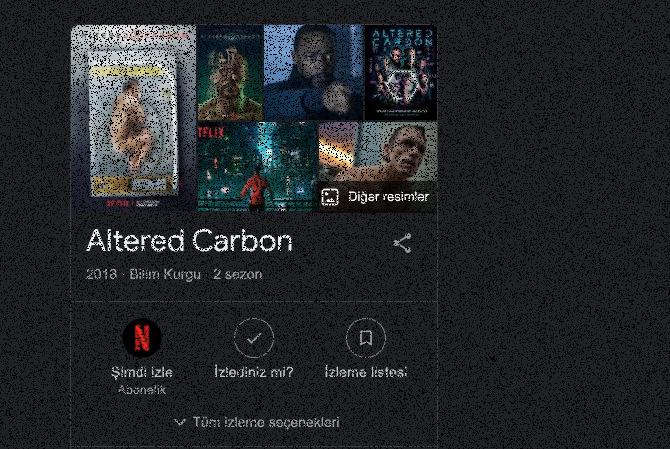 ALTERED
CARBON
Diğer resimler
Altered Carbon
2018 · Bilim Kurgu · 2 sezon
Şimdi izle
Abonelik
İzlediniz mi?
İzleme listesi
Tüm izleme seçenekleri